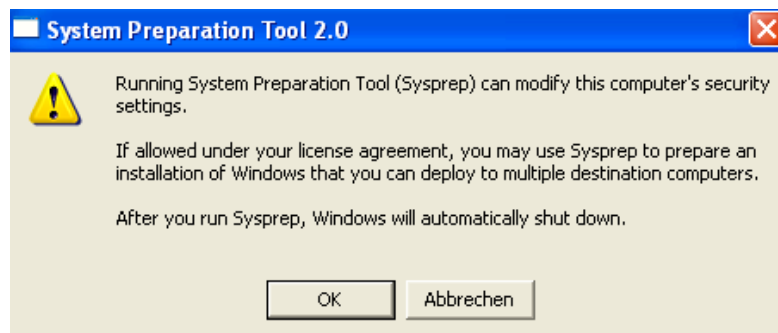 System Preparation Tool 2.0
Running System Preparation Tool (Sysprep) can modify this computer's security
settings.
If allowed under your license agreement, you may use Sysprep to prepare an
installation of Windows that you can deploy to multiple destination computers.
After you run Sysprep, Windows will automatically shut down.
OK Abbrechen